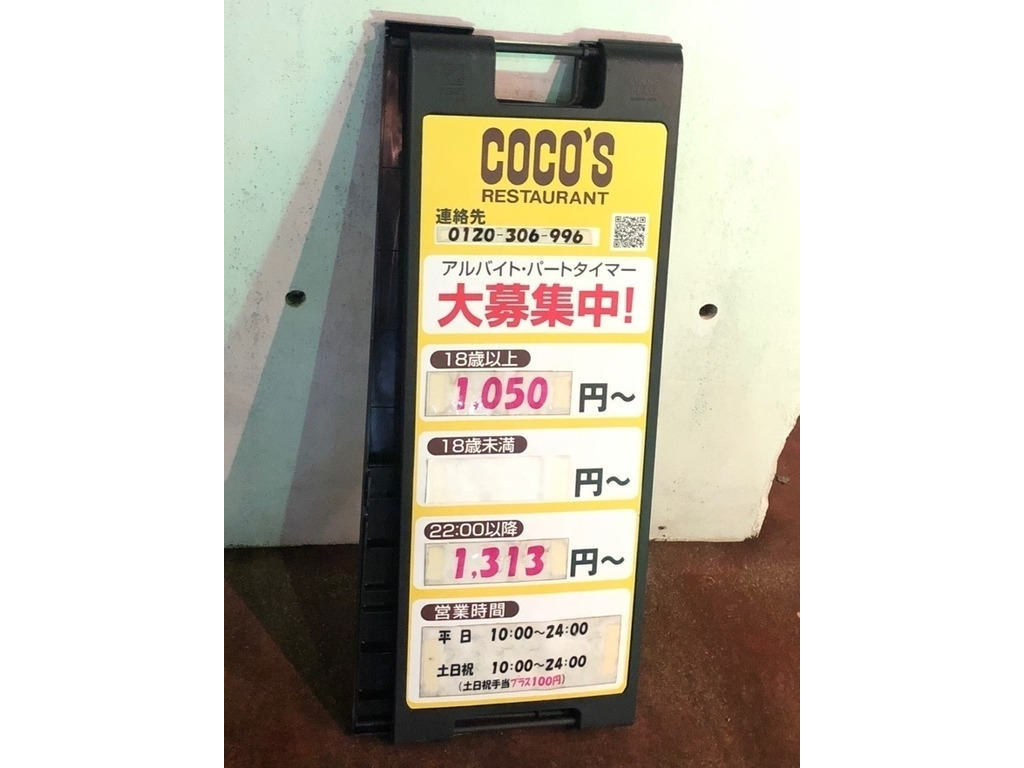 COCO'S
RESTAURANT
連絡先
0120-306-996
アルバイト・パートタイマー
大募集中!
18歳以上
1,050 円〜
18歳未満
円〜
22:00以降
1,313 円〜
営業時間
平日 10:00〜24:00
土日祝 10:00〜24:00
(土日祝手当プラス100円)